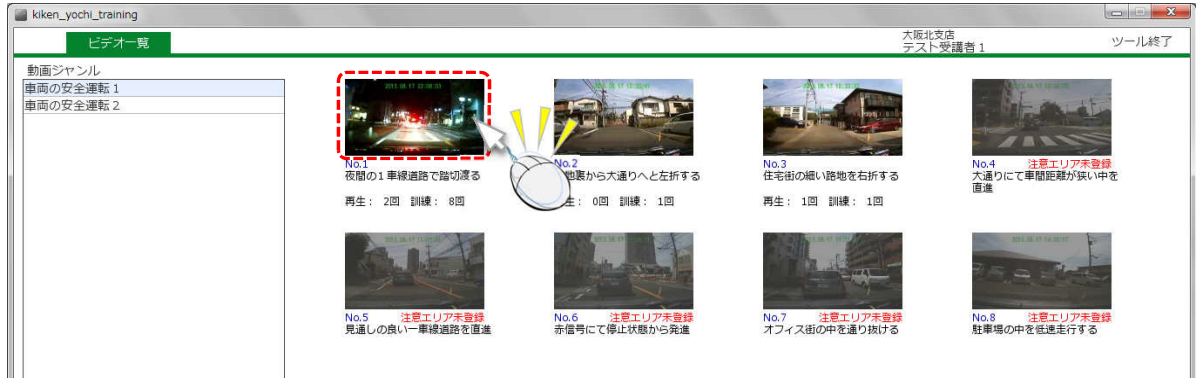 kiken_yochi_training
ビデオ一覧
大阪北支店
テスト受講者1
ツール終了
動画ジャンル
車両の安全運転1
車両の安全運転2
No.1
夜間の1車線道路で踏切渡る
再生： 2回 訓練： 8回
No.2
地裏から大通りへと左折する
生： 0回 訓練： 1回
No.3
住宅街の細い路地を右折する
再生： 1回 訓練： 1回
No.4 注意エリア未登録
大通りにて車間距離が狭い中を
直進
No.5 注意エリア未登録
見通しの良い一車線道路を直進
No.6 注意エリア未登録
赤信号にて停止状態から発進
No.7 注意エリア未登録
オフィス街の中を通り抜ける
No.8 注意エリア未登録
駐車場の中を低速走行する